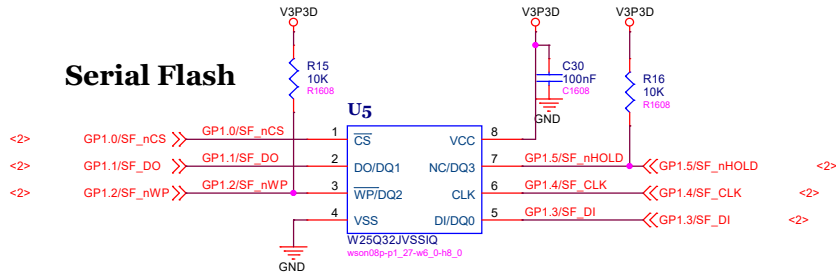 V3P3D V3P3D V3P3D
Serial Flash
R15
10K
R1608
C30
100nF
C1608
R16
10K
R1608
GND
U5
<2> GP1.0/SF_nCS GP1.0/SF_nCS 1 CS VCC 8
<2> GP1.1/SF_DO GP1.1/SF_DO 2 DO/DQ1 NC/DQ3 7 GP1.5/SF_nHOLD GP1.5/SF_nHOLD <2>
<2> GP1.2/SF_nWP GP1.2/SF_nWP 3 WP/DQ2 CLK 6 GP1.4/SF_CLK GP1.4/SF_CLK <2>
4 VSS DI/DQ0 5 GP1.3/SF_DI GP1.3/SF_DI <2>
W25Q32JVSSIQ
wson08p-p1_27-w6_0-h8_0
GND